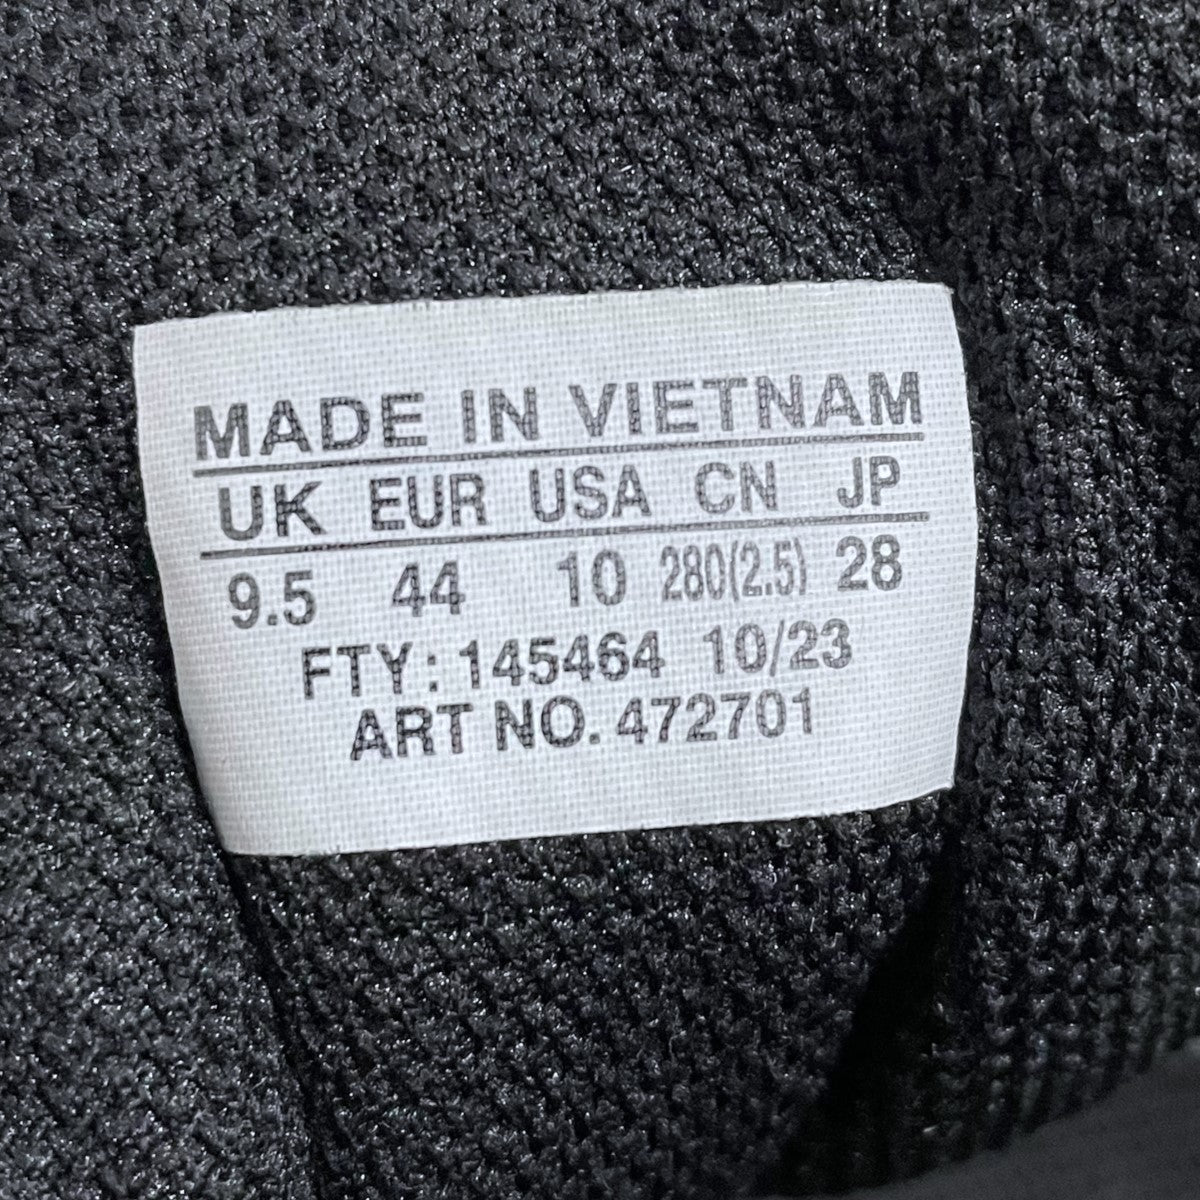 MADE IN VIETNAM
UK EUR USA CN JP
9.5 44 10 280(2.5) 28
FTY: 145464 10/23
ART NO. 472701